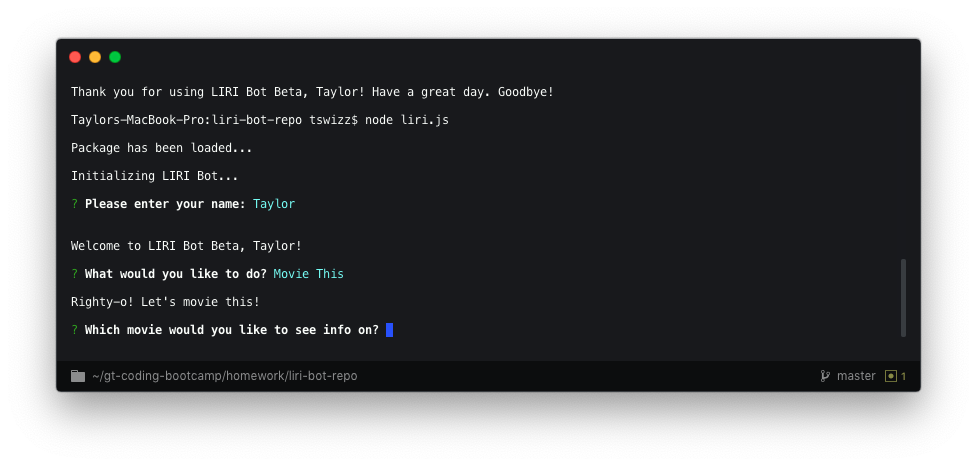 Thank you for using LIRI Bot Beta, Taylor! Have a great day. Goodbye!
Taylors-MacBook-Pro:liri-bot-repo tswizz$ node liri.js
Package has been loaded...
Initializing LIRI Bot...
? Please enter your name: Taylor
Welcome to LIRI Bot Beta, Taylor!
? What would you like to do? Movie This
Righty-o! Let's movie this!
? Which movie would you like to see info on?
~/gt-coding-bootcamp/homework/liri-bot-repo master 1